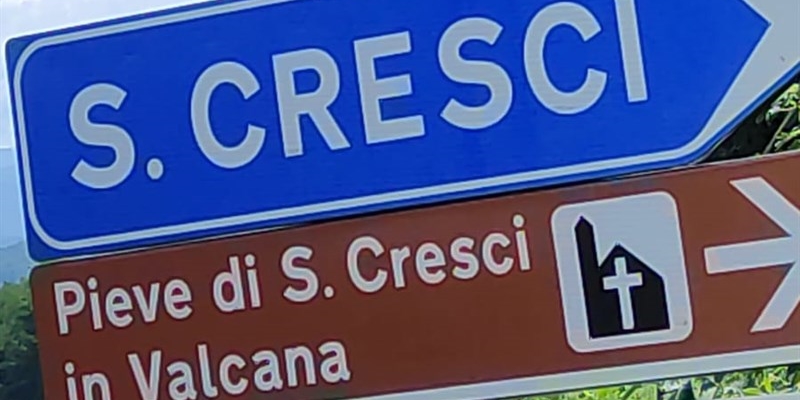 S. CRESCI
Pieve di S. Cresci
in Valcana